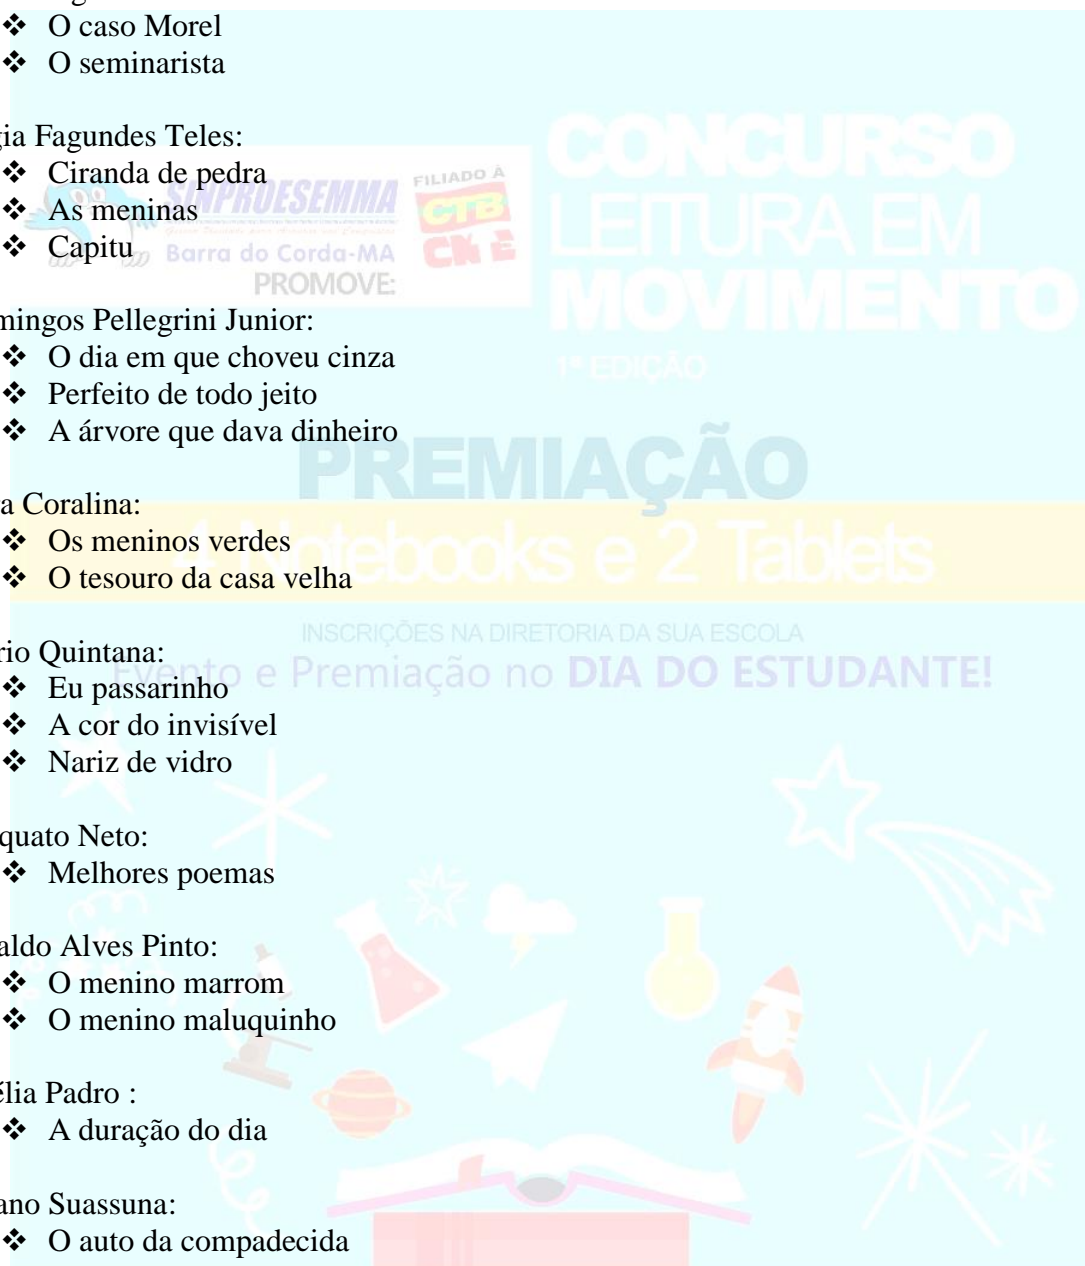 ❖ O caso Morel
❖ O seminarista
gia Fagundes Teles:
❖ Ciranda de pedra
❖ As meninas
❖ Capitu
mingos Pellegrini Junior:
❖ O dia em que choveu cinza
❖ Perfeito de todo jeito
❖ A árvore que dava dinheiro
a Coralina:
❖ Os meninos verdes
❖ O tesouro da casa velha
rio Quintana:
❖ Eu passarinho
❖ A cor do invisível
❖ Nariz de vidro
quato Neto:
❖ Melhores poemas
aldo Alves Pinto:
❖ O menino marrom
❖ O menino maluquinho
élia Padro :
❖ A duração do dia
ano Suassuna:
❖ O auto da compadecida
SINPROESEMMA
Barra do Corda-MA
PROMOVE:
FILIADO À
CTB
CNE
CONCURSO
LEITURA EM
MOVIMENTO
1ª EDIÇÃO
PREMIAÇÃO
4 Notebooks e 2 Tablets
INSCRIÇÕES NA DIRETORIA DA SUA ESCOLA
Evento e Premiação no DIA DO ESTUDANTE!